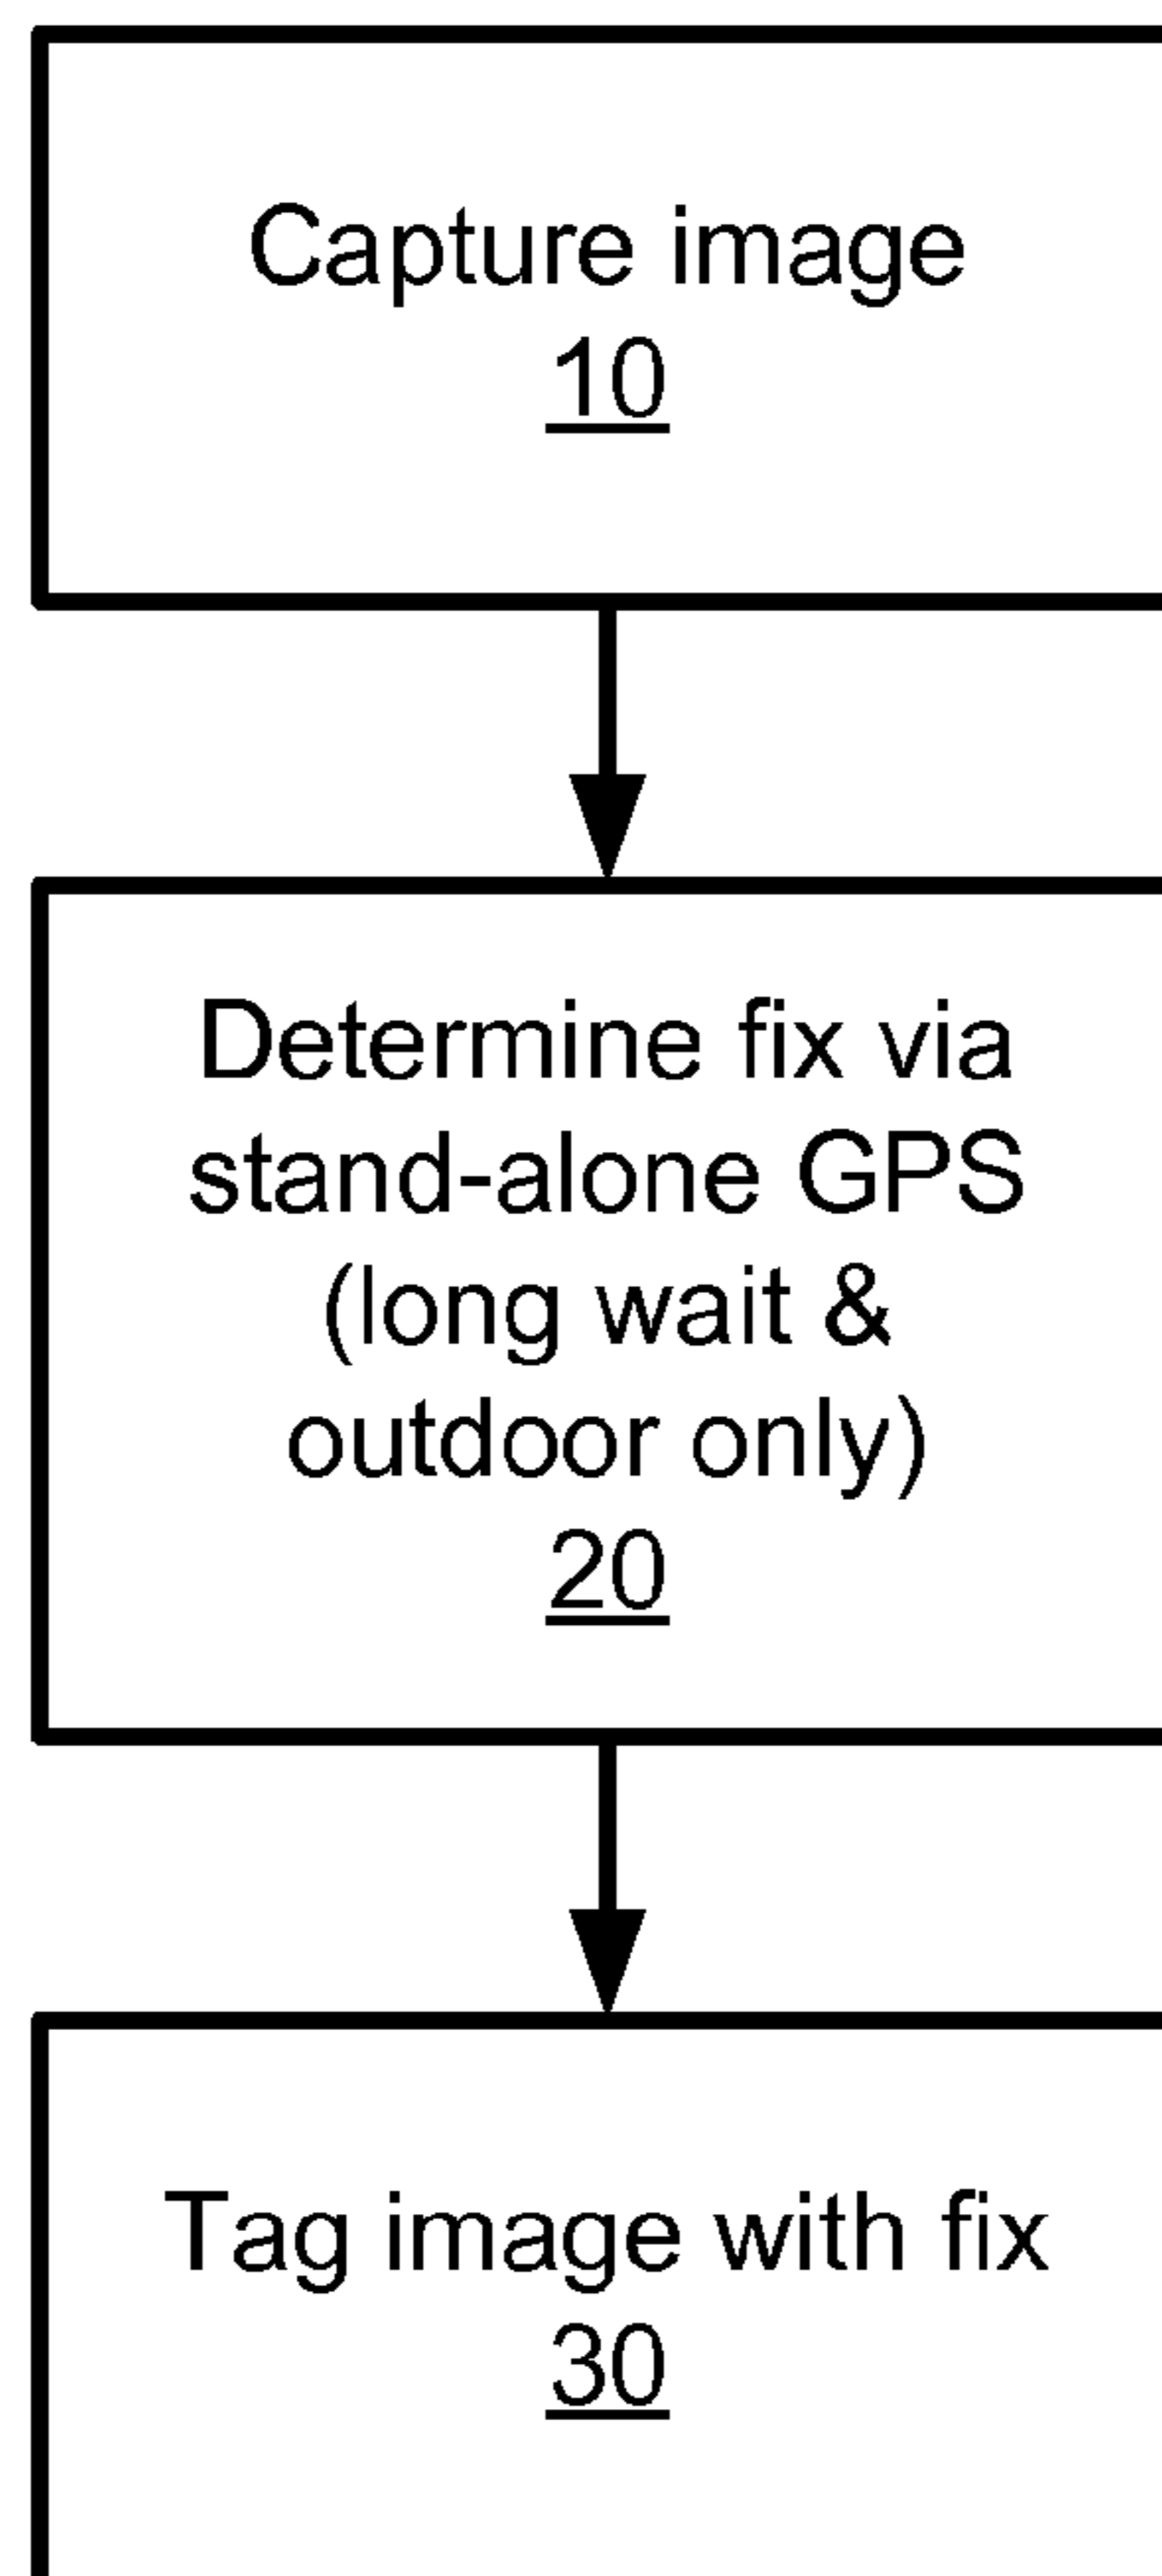 Capture image
10
Determine fix via
stand-alone GPS
(long wait &
outdoor only)
20
Tag image with fix
30